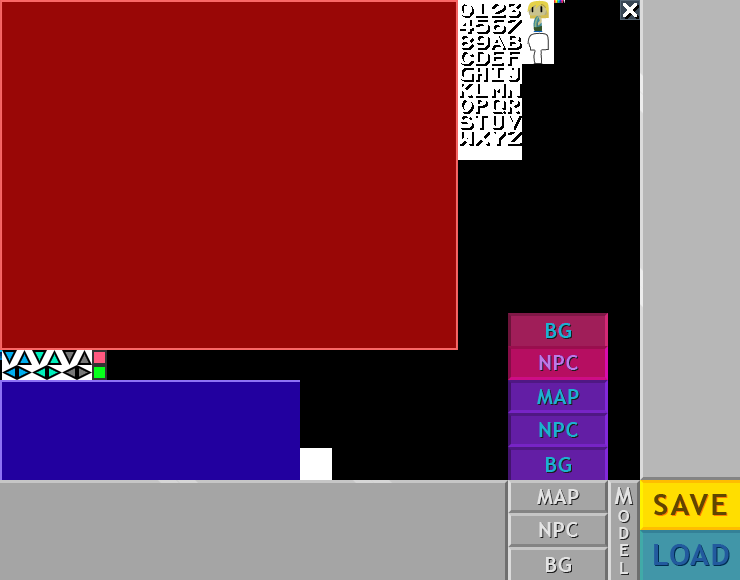 0123
4567
89AB
CDEF
GHIJ
KLMN
OPQR
STUV
WXYZ
BG
NPC
MAP
NPC
BG
MAP
NPC
BG
MODEL
SAVE
LOAD